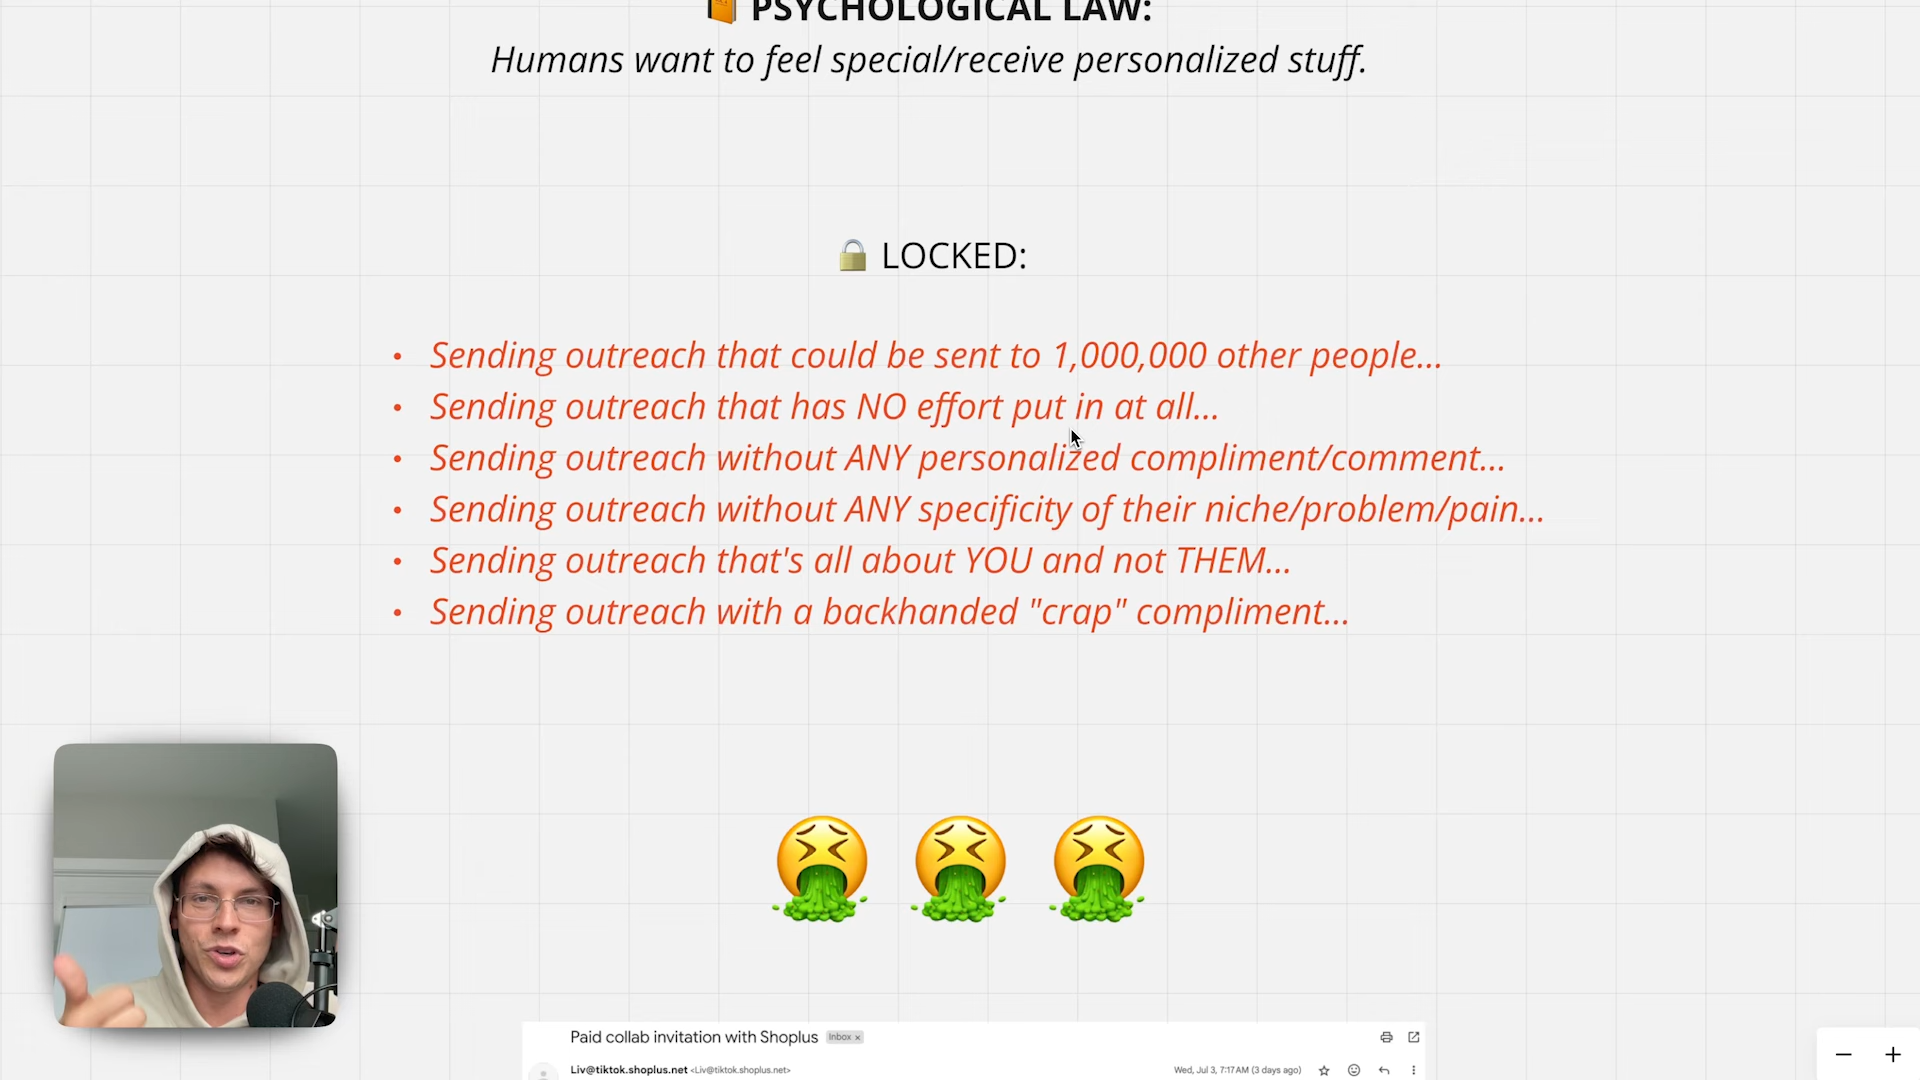 PSYCHOLOGICAL LAW:
Humans want to feel special/receive personalized stuff.
LOCKED:
• Sending outreach that could be sent to 1,000,000 other people...
• Sending outreach that has NO effort put in at all...
• Sending outreach without ANY personalized compliment/comment...
• Sending outreach without ANY specificity of their niche/problem/pain...
• Sending outreach that's all about YOU and not THEM...
• Sending outreach with a backhanded "crap" compliment...
Paid collab invitation with Shoplus Inbox x
Liv@tiktok.shoplus.net <Liv@tiktok.shoplus.net> Wed, Jul 3, 7:17 AM (3 days ago)